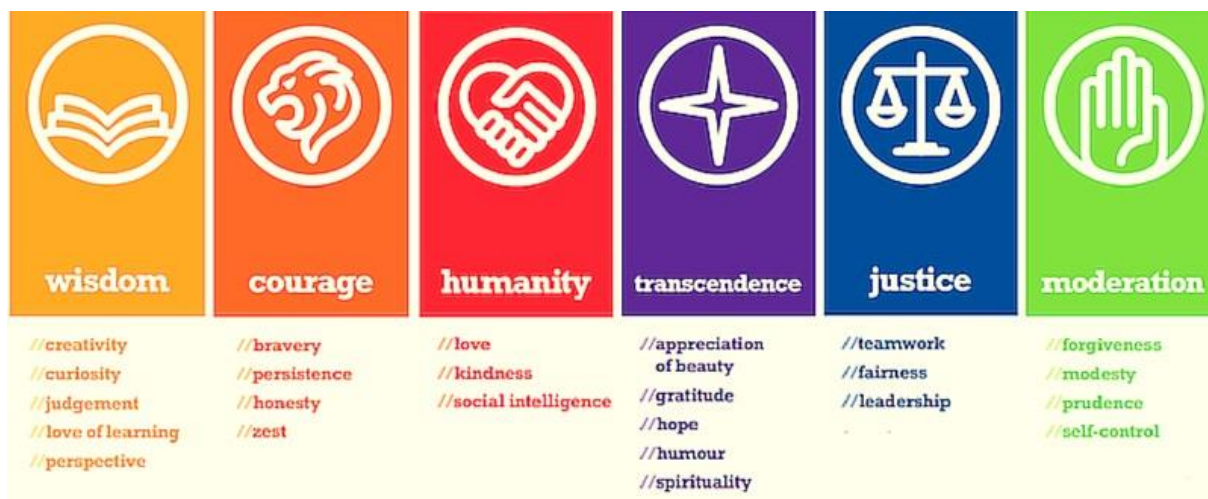 wisdom
//creativity
//curiosity
//judgement
//love of learning
//perspective
courage
//bravery
//persistence
//honesty
//zest
humanity
//love
//kindness
//social intelligence
transcendence
//appreciation
of beauty
//gratitude
//hope
//humour
//spirituality
justice
//teamwork
//fairness
//leadership
moderation
//forgiveness
//modesty
//prudence
//self-control